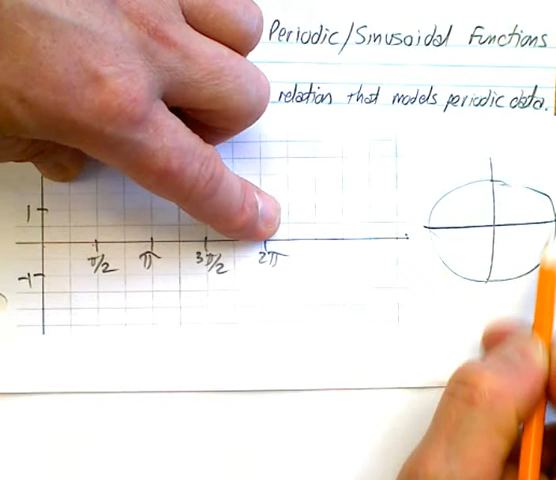 Periodic/Sinusoidal Functions
relation that models periodic data.
1
π/2 π 3π/2 2π
-1